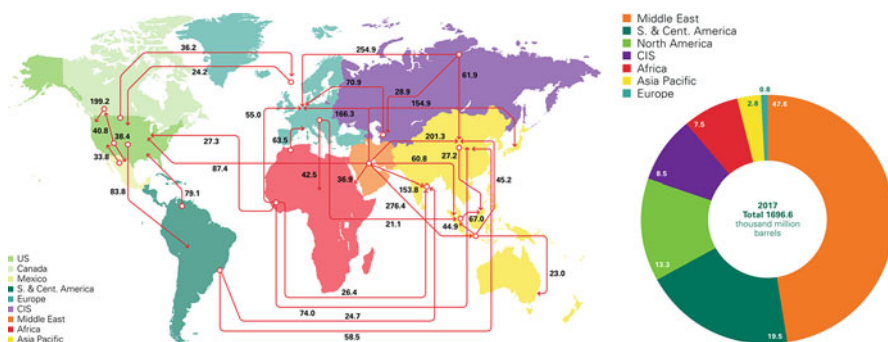 36.2
254.9
24.2
70.9
28.9
61.9
199.2
55.0
166.3
154.9
40.8
38.4
27.3
63.5
201.3
33.8
87.4
60.8
27.2
83.8
79.1
42.5
36.9
153.8
45.2
276.4
67.0
21.1
44.9
23.0
26.4
74.0
24.7
58.5
US
Canada
Mexico
S. & Cent. America
Europe
CIS
Middle East
Africa
Asia Pacific
Middle East
S. & Cent. America
North America
CIS
Africa
Asia Pacific
Europe
0.8
2.8
47.6
7.5
8.5
13.3
19.5
2017
Total 1696.6
thousand million
barrels